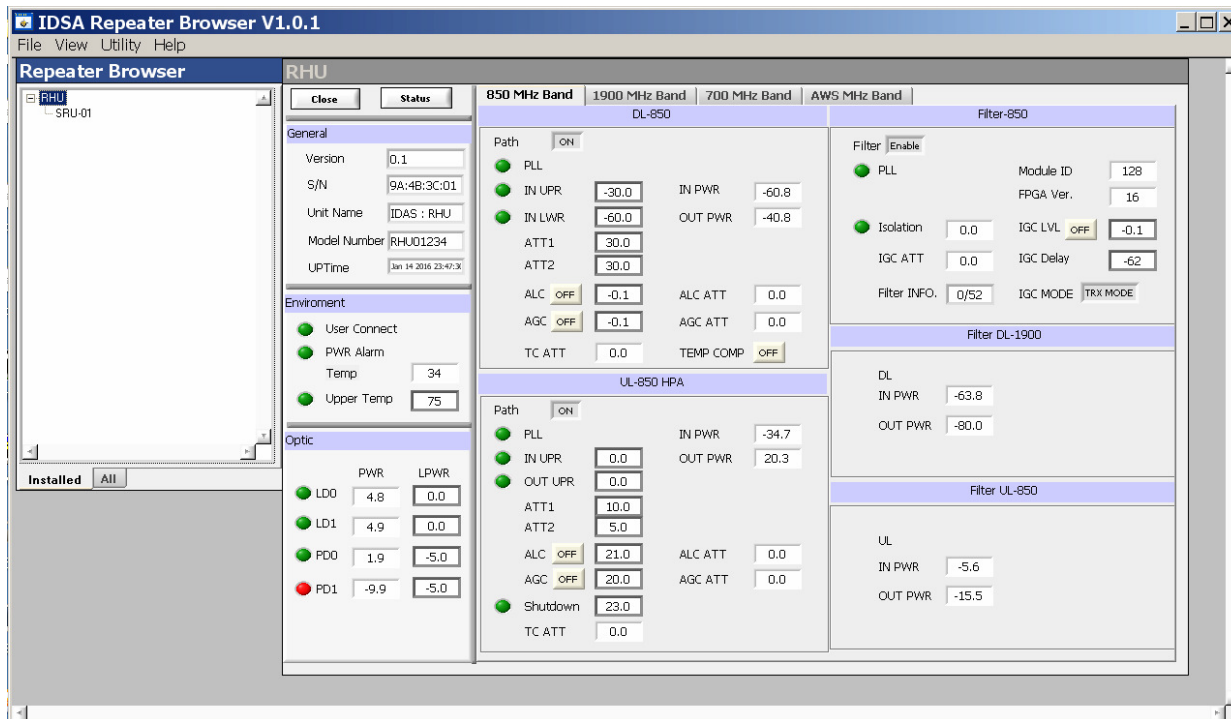 IDSA Repeater Browser V1.0.1
File View Utility Help
Repeater Browser
RHU
SRU-01
Installed All
RHU
Close Status
General
Version 0.1
S/N 9A:4B:3C:01
Unit Name IDAS : RHU
Model Number RHU01234
UPTime Jan 14 2016 23:47:3
Enviroment
User Connect
PWR Alarm
Temp 34
Upper Temp 75
Optic
PWR LPWR
LD0 4.8 0.0
LD1 4.9 0.0
PD0 1.9 -5.0
PD1 -9.9 -5.0
850 MHz Band 1900 MHz Band 700 MHz Band AWS MHz Band
DL-850
Path ON
PLL
IN UPR -30.0 IN PWR -60.8
IN LWR -60.0 OUT PWR -40.8
ATT1 30.0
ATT2 30.0
ALC OFF -0.1 ALC ATT 0.0
AGC OFF -0.1 AGC ATT 0.0
TC ATT 0.0 TEMP COMP OFF
UL-850 HPA
Path ON
PLL IN PWR -34.7
IN UPR 0.0 OUT PWR 20.3
OUT UPR 0.0
ATT1 10.0
ATT2 5.0
ALC OFF 21.0 ALC ATT 0.0
AGC OFF 20.0 AGC ATT 0.0
Shutdown 23.0
TC ATT 0.0
Filter-850
Filter Enable
PLL Module ID 128
FPGA Ver. 16
Isolation 0.0 IGC LVL OFF -0.1
IGC ATT 0.0 IGC Delay -62
Filter INFO. 0/52 IGC MODE TRX MODE
Filter DL-1900
DL
IN PWR -63.8
OUT PWR -80.0
Filter UL-850
UL
IN PWR -5.6
OUT PWR -15.5